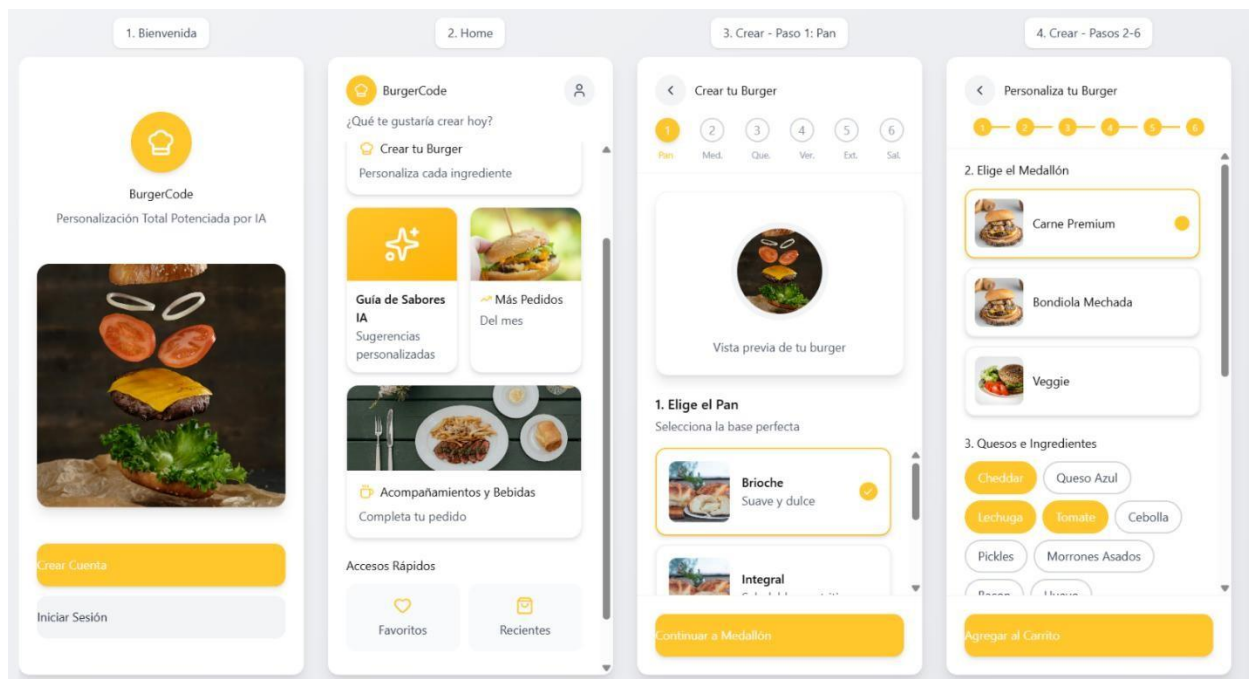 1. Bienvenida
BurgerCode
Personalización Total Potenciada por IA
Crear Cuenta
Iniciar Sesión
2. Home
BurgerCode
¿Qué te gustaría crear hoy?
Crear tu Burger
Personaliza cada ingrediente
Guía de Sabores
IA
Sugerencias
personalizadas
Más Pedidos
Del mes
Acompañamientos y Bebidas
Completa tu pedido
Accesos Rápidos
Favoritos
Recientes
3. Crear - Paso 1: Pan
Crear tu Burger
1 2 3 4 5 6
Pan Med. Que. Ver. Ext. Sal.
Vista previa de tu burger
1. Elige el Pan
Selecciona la base perfecta
Brioche
Suave y dulce
Integral
Continuar a Medallón
4. Crear - Pasos 2-6
Personaliza tu Burger
1 2 3 4 5 6
2. Elige el Medallón
Carne Premium
Bondiola Mechada
Veggie
3. Quesos e Ingredientes
Cheddar Queso Azul
Lechuga Tomate Cebolla
Pickles Morrones Asados
Bacon Huevo
Agregar al Carrito